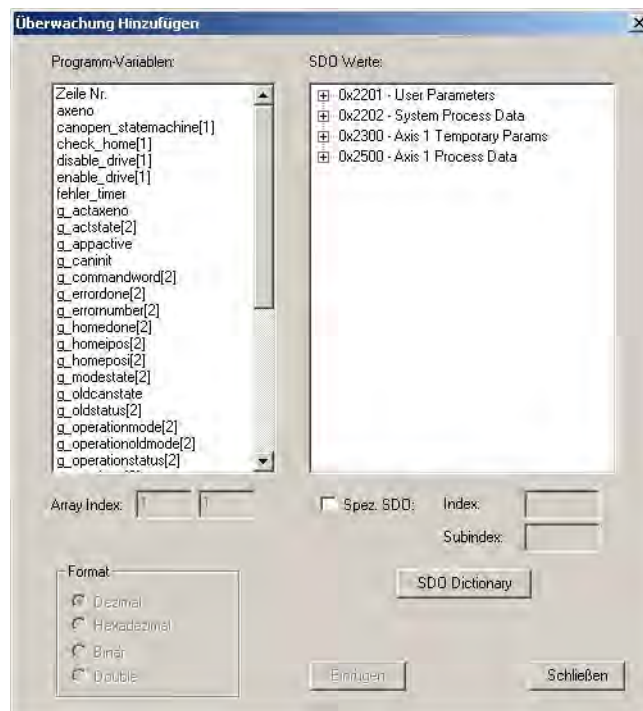 Überwachung Hinzufügen
Programm-Variablen:
Zeile Nr.
axeno
canopen_statemachine[1]
check_home[1]
disable_drive[1]
enable_drive[1]
fehler_timer
g_actaxeno
g_actstate[2]
g_appactive
g_caninit
g_commandword[2]
g_errordone[2]
g_errornumber[2]
g_homedone[2]
g_homeipos[2]
g_homeposi[2]
g_modestate[2]
g_oldcanstate
g_oldstatus[2]
g_operationmode[2]
g_operationoldmode[2]
g_operationstatus[2]
SDO Werte:
0x2201 - User Parameters
0x2202 - System Process Data
0x2300 - Axis 1 Temporary Params
0x2500 - Axis 1 Process Data
Array Index: 1 1
Spez. SDO: Index:
Subindex:
SDO Dictionary
Format
Dezimal
Hexadezimal
Binär
Double
Einfügen
Schließen